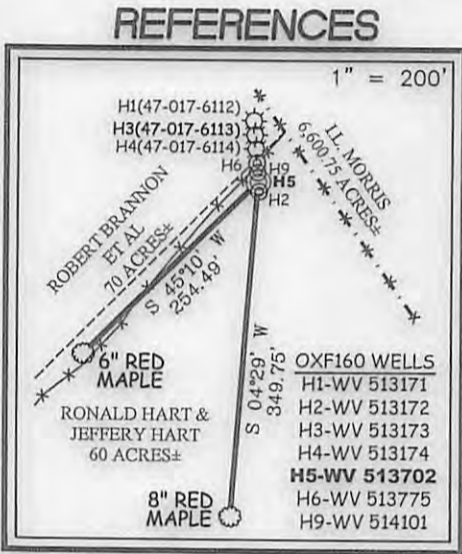 REFERENCES
1" = 200'
H1(47-017-6112)
H3(47-017-6113)
H4(47-017-6114)
H6
H9
H5
H2
I.L. MORRIS
6,600.75 ACRES±
ROBERT BRANNON
ET AL
70 ACRES±
S 45°10' W
254.49'
6" RED
MAPLE
S 04°29' W
349.75'
RONALD HART &
JEFFERY HART
60 ACRES±
8" RED
MAPLE
OXF160 WELLS
H1-WV 513171
H2-WV 513172
H3-WV 513173
H4-WV 513174
H5-WV 513702
H6-WV 513775
H9-WV 514101